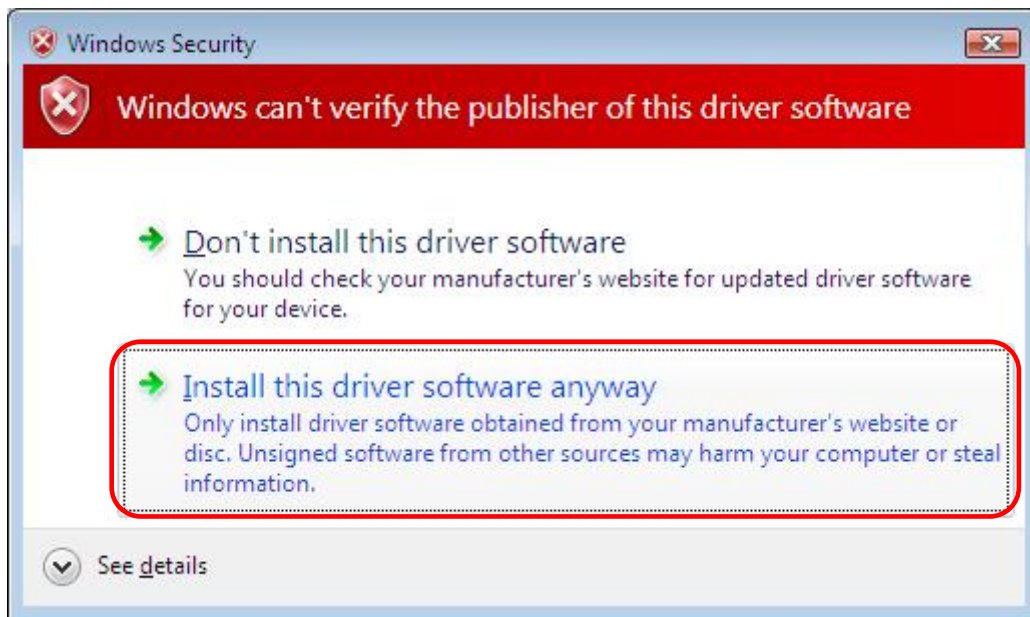 Windows Security
Windows can't verify the publisher of this driver software
Don't install this driver software
You should check your manufacturer's website for updated driver software
for your device.
Install this driver software anyway
Only install driver software obtained from your manufacturer's website or
disc. Unsigned software from other sources may harm your computer or steal
information.
See details